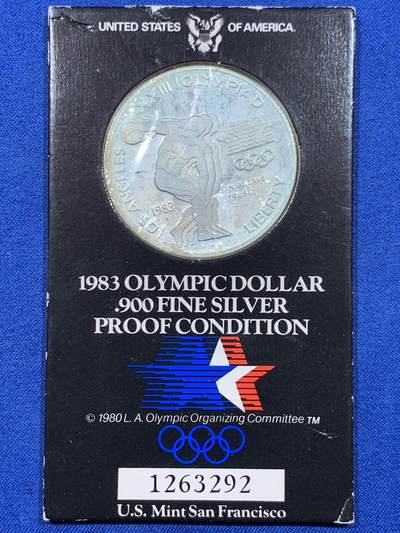 UNITED STATES OF AMERICA.
LOS ANGELES XXIII OLYMPIAD
1983
LIBERTY
1983 OLYMPIC DOLLAR
.900 FINE SILVER
PROOF CONDITION
© 1980 L.A. Olympic Organizing Committee TM
1263292
U.S. Mint San Francisco